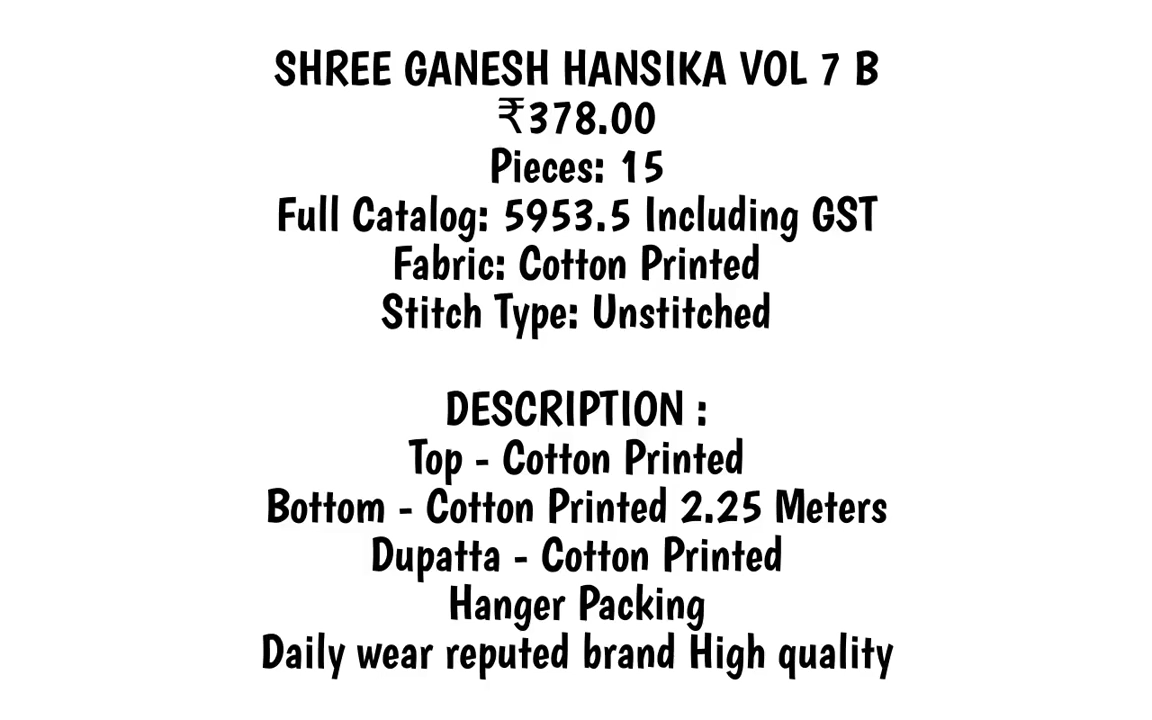 SHREE GANESH HANSIKA VOL 7 B
₹378.00
Pieces: 15
Full Catalog: 5953.5 Including GST
Fabric: Cotton Printed
Stitch Type: Unstitched
DESCRIPTION :
Top - Cotton Printed
Bottom - Cotton Printed 2.25 Meters
Dupatta - Cotton Printed
Hanger Packing
Daily wear reputed brand High quality